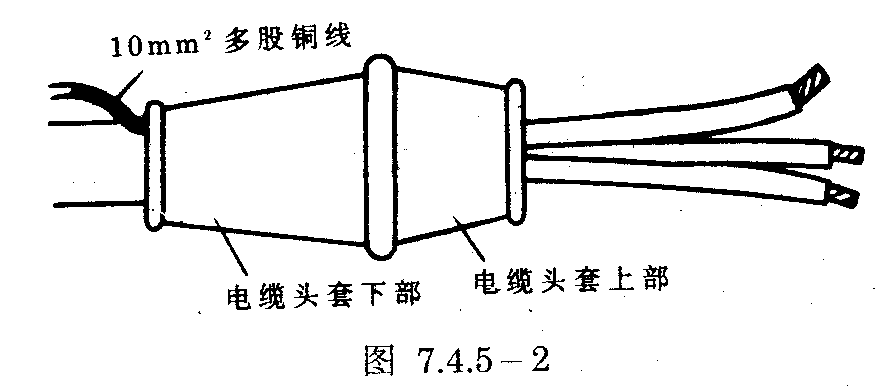 10mm² 多股铜线
电缆头套下部
电缆头套上部
图 7.4.5-2